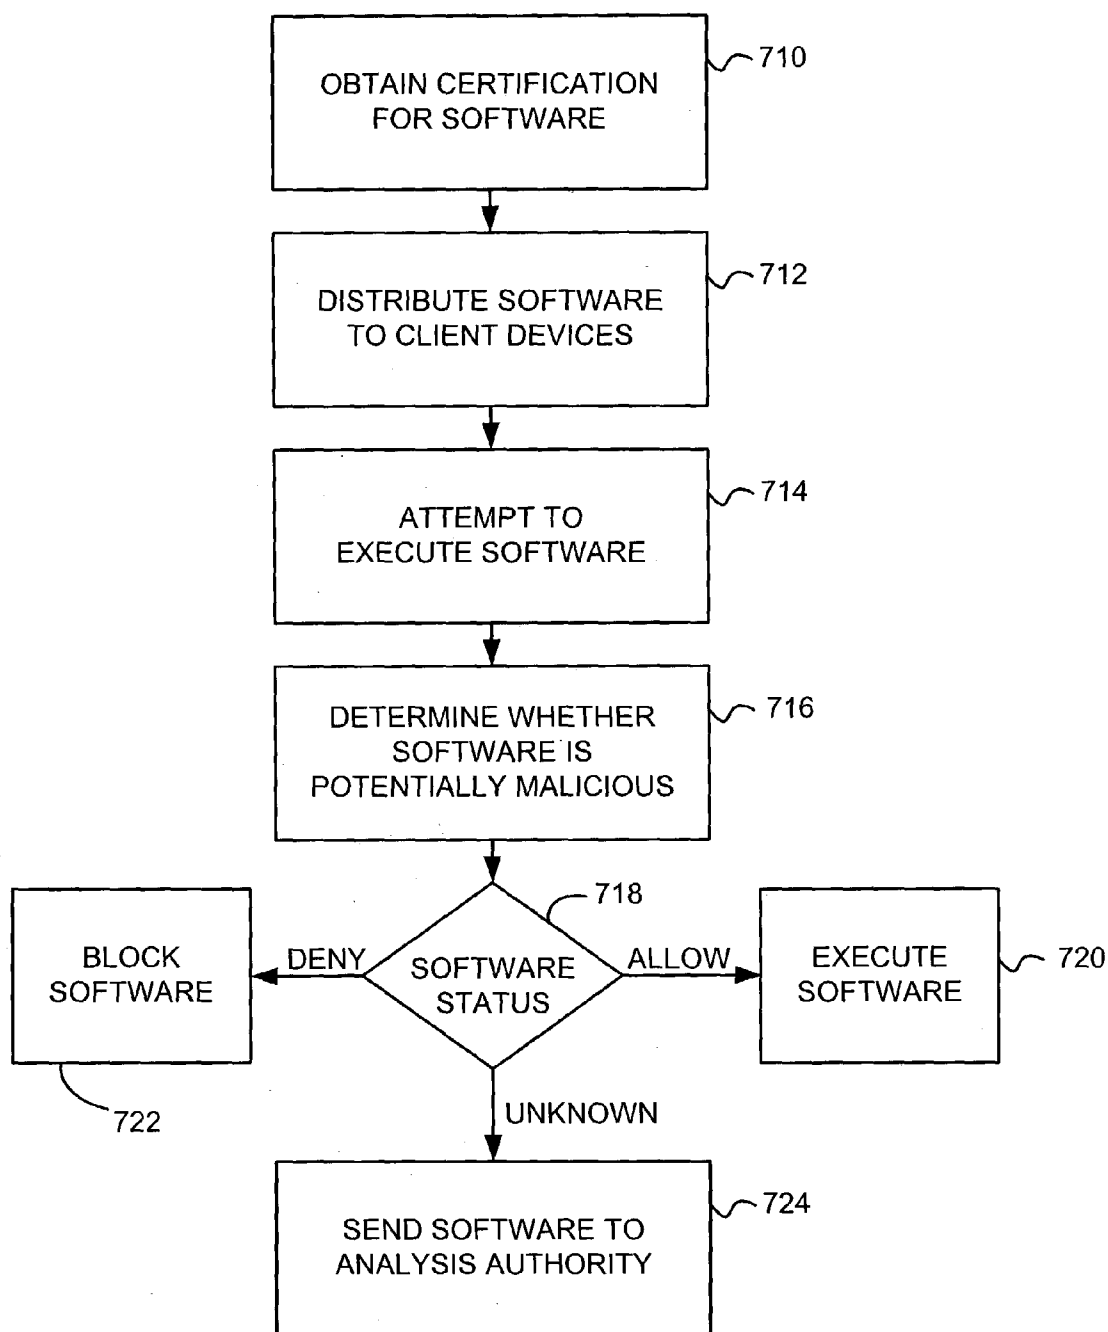 OBTAIN CERTIFICATION
FOR SOFTWARE
710
DISTRIBUTE SOFTWARE
TO CLIENT DEVICES
712
ATTEMPT TO
EXECUTE SOFTWARE
714
DETERMINE WHETHER
SOFTWARE IS
POTENTIALLY MALICIOUS
716
718
BLOCK
SOFTWARE
722
DENY
SOFTWARE
STATUS
ALLOW
EXECUTE
SOFTWARE
720
UNKNOWN
SEND SOFTWARE TO
ANALYSIS AUTHORITY
724